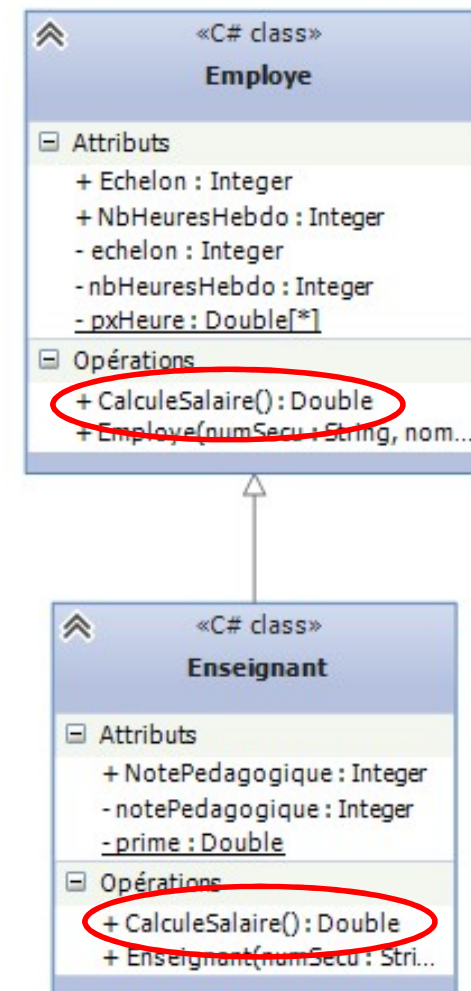 «C# class»
Employe
Attributs
+ Echelon : Integer
+ NbHeuresHebdo : Integer
- echelon : Integer
- nbHeuresHebdo : Integer
- pxHeure : Double[*]
Opérations
+ CalculeSalaire() : Double
+ Employe(numSecu : String, nom...
«C# class»
Enseignant
Attributs
+ NotePedagogique : Integer
- notePedagogique : Integer
- prime : Double
Opérations
+ CalculeSalaire() : Double
+ Enseignant(numSecu : Stri...